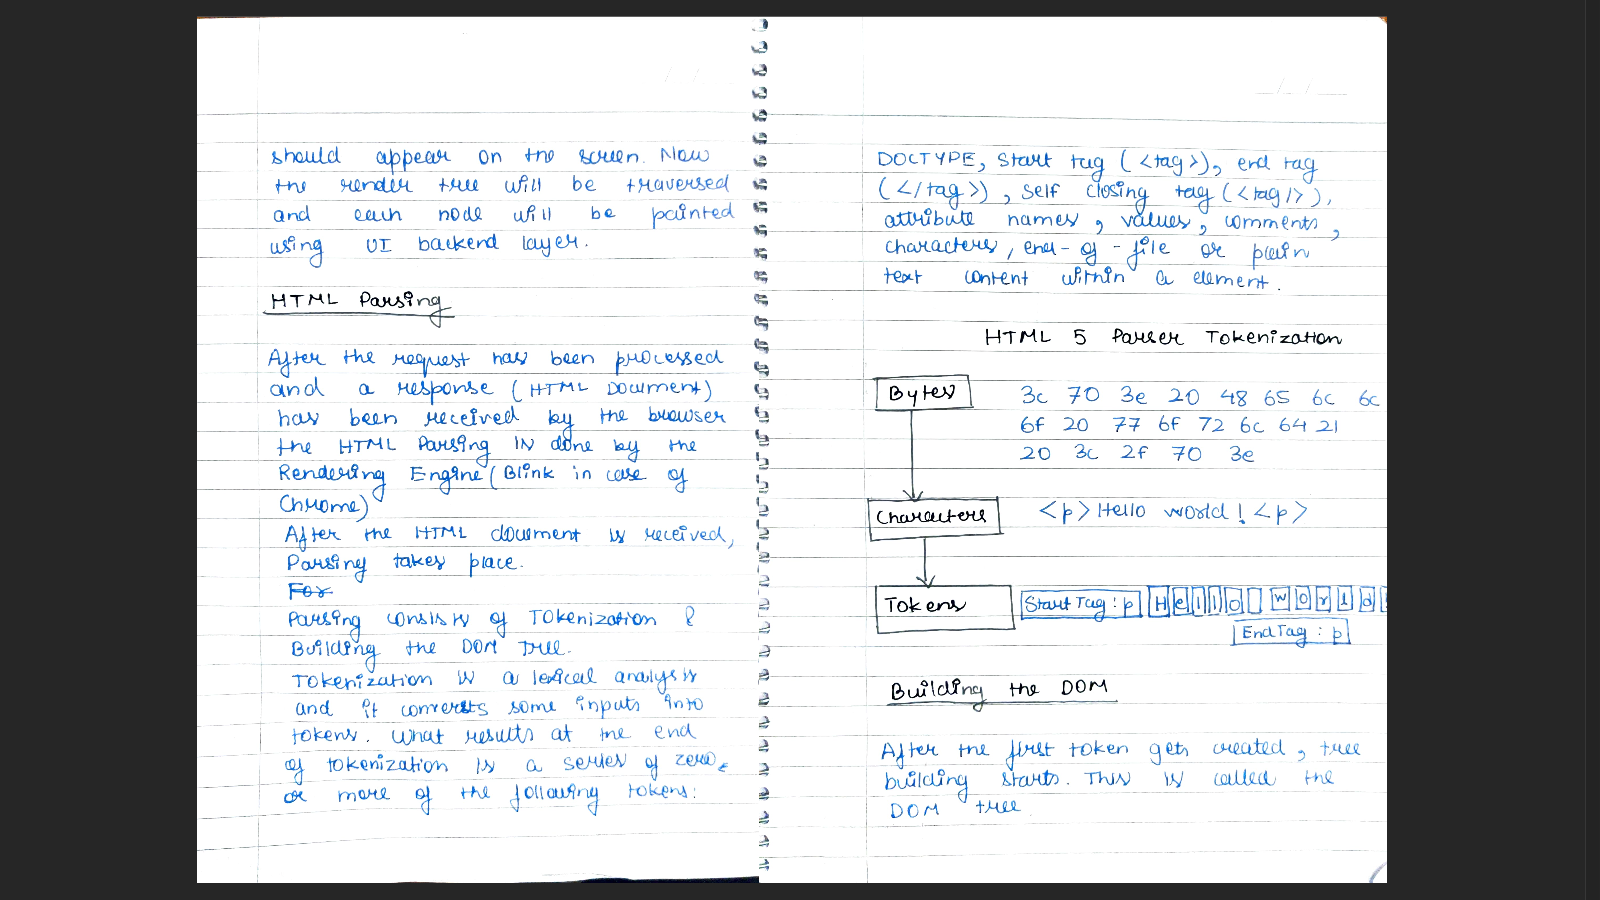 should appear on the screen. Now
the render tree will be traversed
and each node will be painted
using UI backend layer.
HTML Parsing
After the request has been processed
and a response (HTML Document)
has been received by the browser
the HTML Parsing is done by the
Rendering Engine (Blink in case of
Chrome)
After the HTML document is received,
Parsing takes place.
For
Parsing consists of Tokenization &
Building the DOM Tree.
Tokenization is a lexical analysis
and it converts some inputs into
tokens. What results at the end
of tokenization is a series of zero
or more of the following tokens:
DOCTYPE, start tag (<tag>), end tag
(</tag>), self closing tag (<tag/>),
attribute names, values, comments,
characters, end-of-file or plain
text content within a element.
HTML 5 Parser Tokenization
Bytes 3c 70 3e 20 48 65 6c 6c
6f 20 77 6f 72 6c 64 21
20 3c 2f 70 3e
Characters <p>Hello world!<p>
Tokens StartTag: p H e l l o w o r l d
EndTag: p
Building the DOM
After the first token gets created, tree
building starts. This is called the
DOM tree